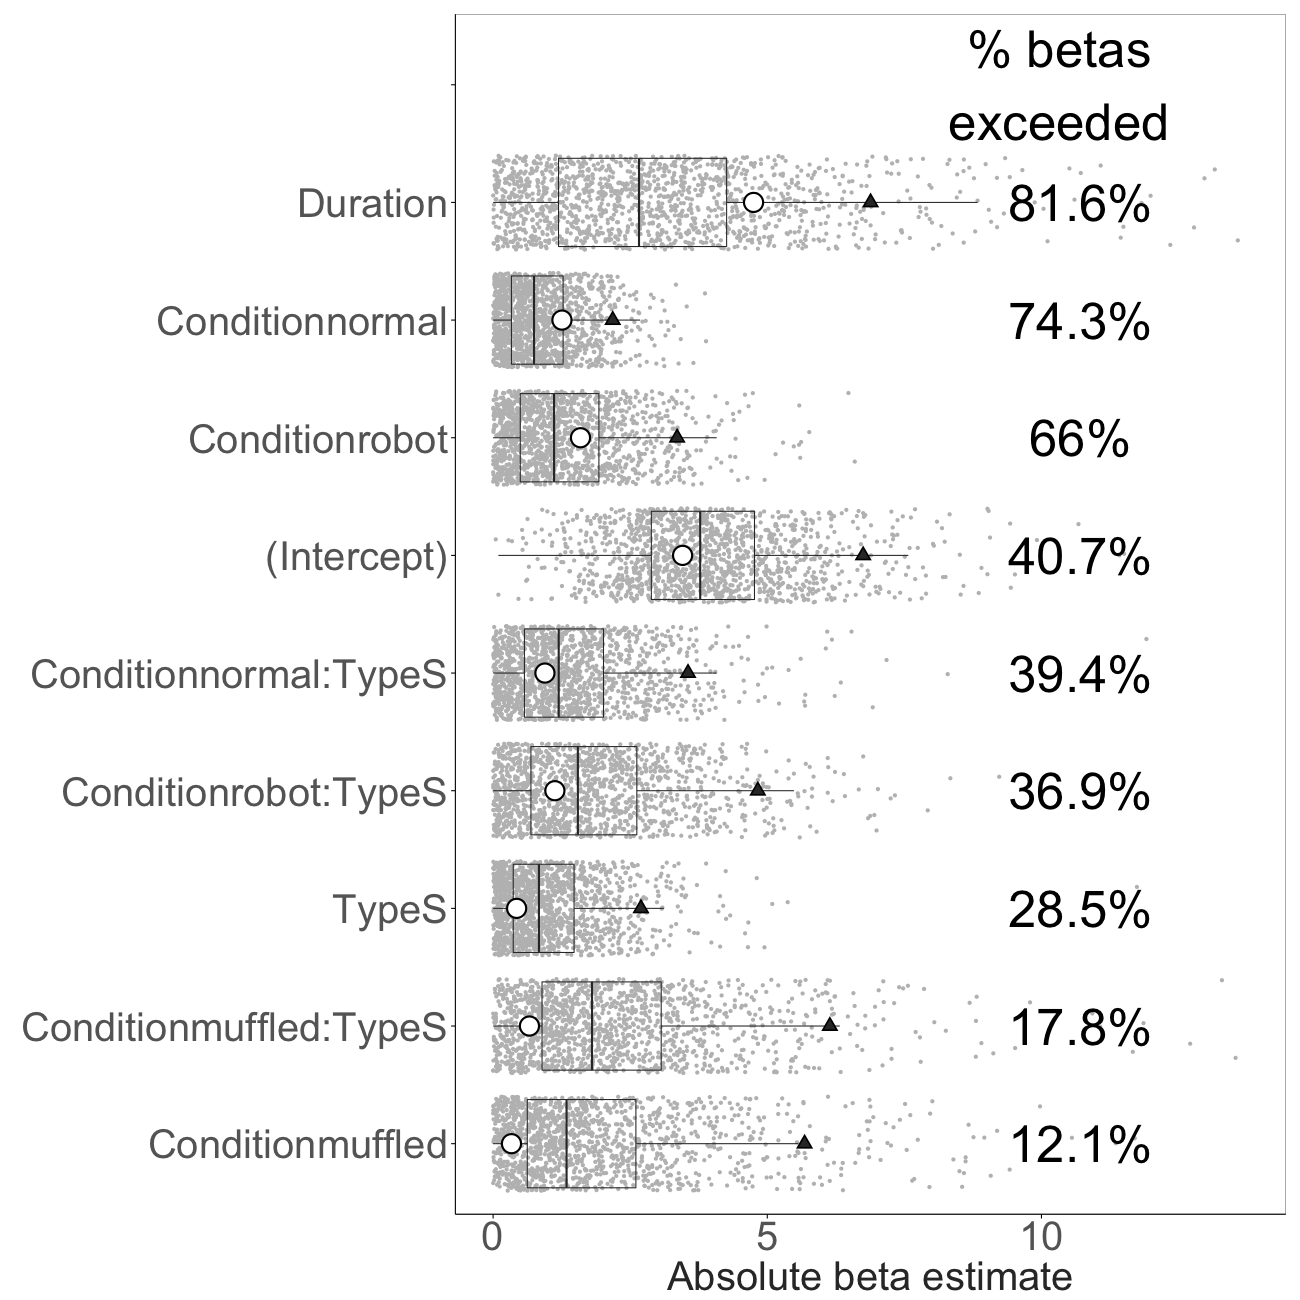 % betas
exceeded
Duration 81.6%
Conditionnormal 74.3%
Conditionrobot 66%
(Intercept) 40.7%
Conditionnormal:TypeS 39.4%
Conditionrobot:TypeS 36.9%
TypeS 28.5%
Conditionmuffled:TypeS 17.8%
Conditionmuffled 12.1%
0 5 10
Absolute beta estimate